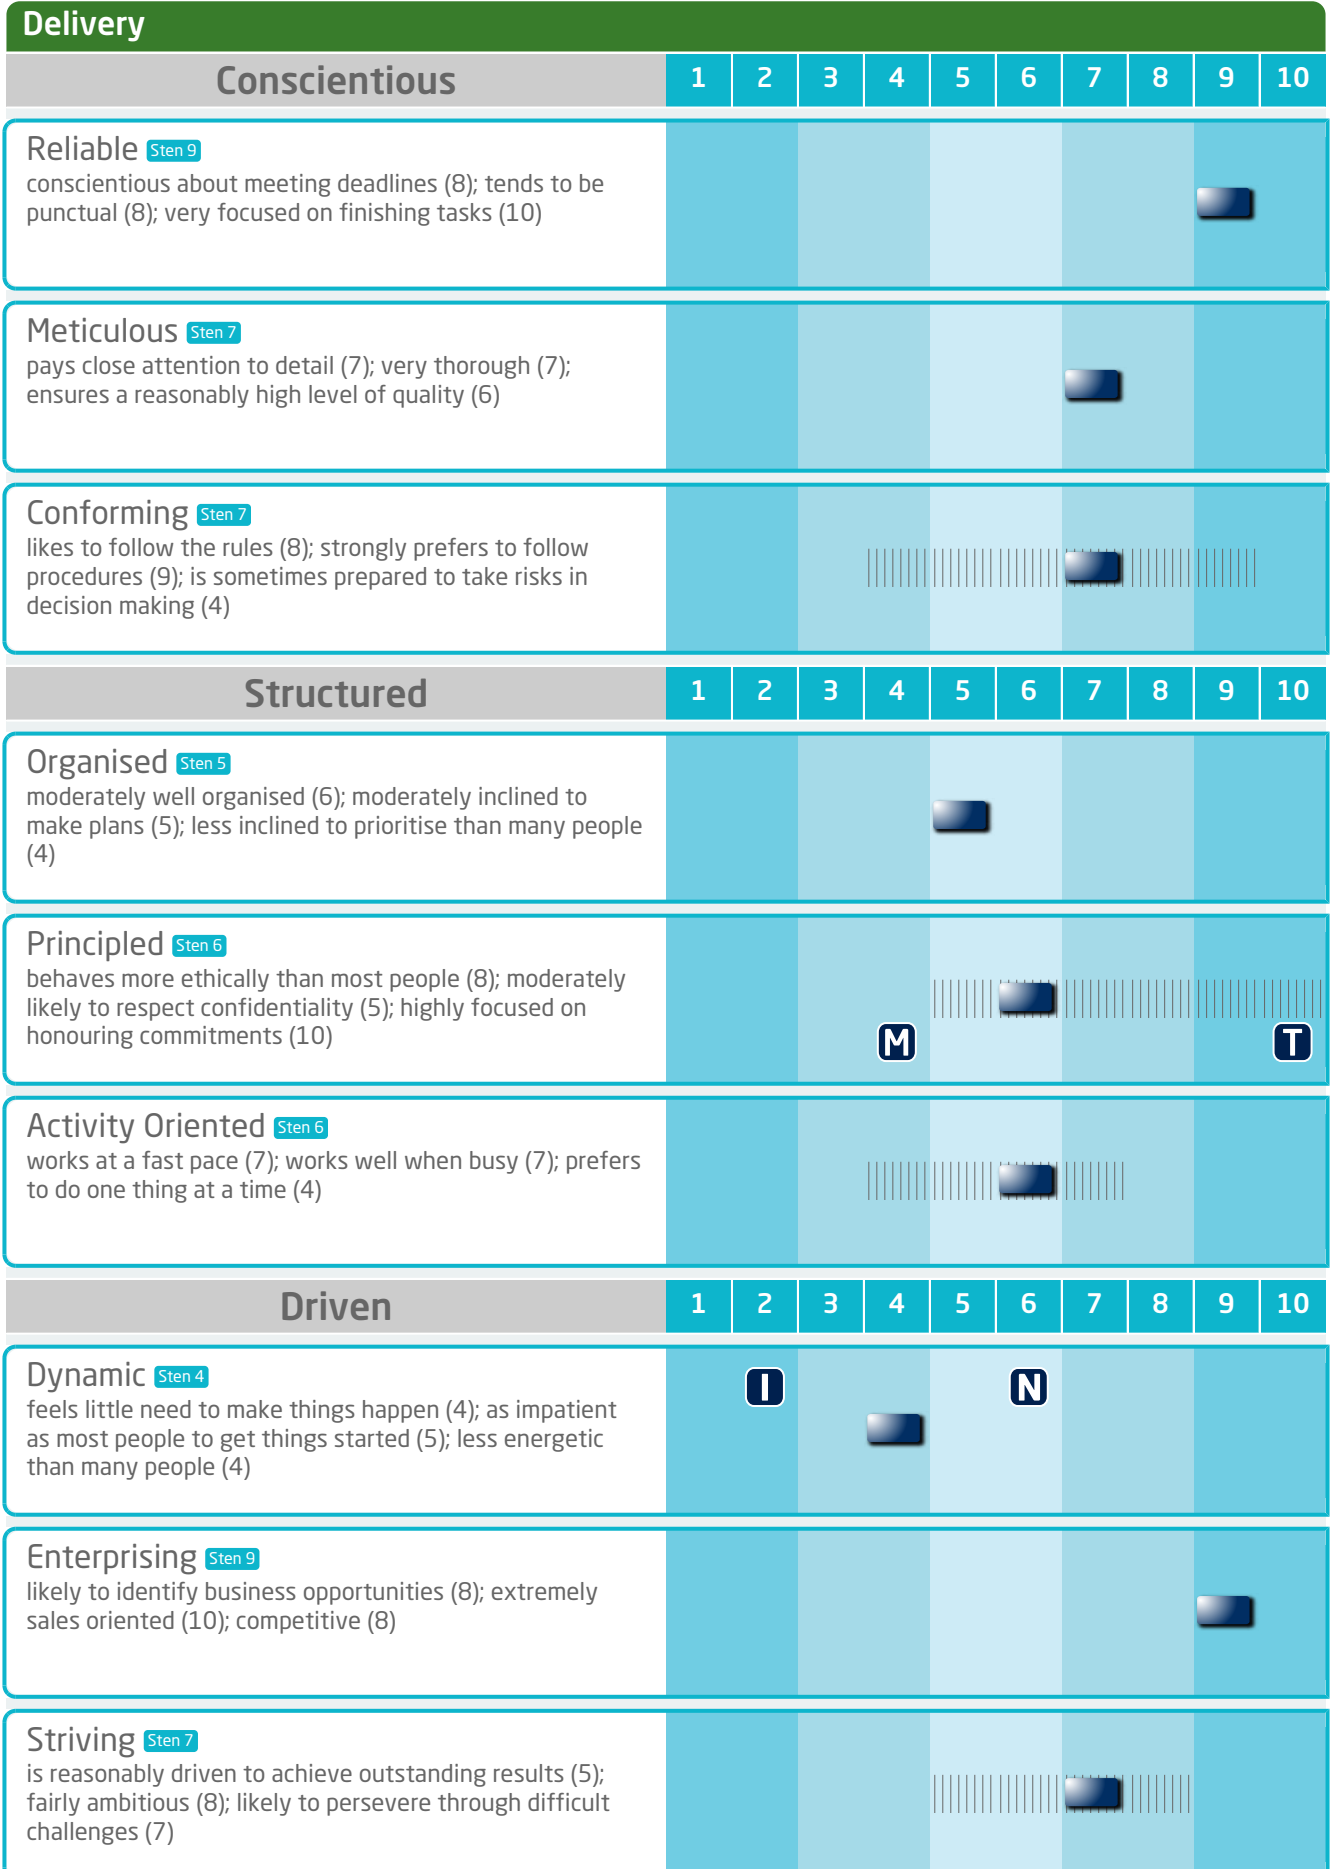 Delivery
Conscientious 1 2 3 4 5 6 7 8 9 10
Reliable Sten 9
conscientious about meeting deadlines (8); tends to be
punctual (8); very focused on finishing tasks (10)
Meticulous Sten 7
pays close attention to detail (7); very thorough (7);
ensures a reasonably high level of quality (6)
Conforming Sten 7
likes to follow the rules (8); strongly prefers to follow
procedures (9); is sometimes prepared to take risks in
decision making (4)
Structured 1 2 3 4 5 6 7 8 9 10
Organised Sten 5
moderately well organised (6); moderately inclined to
make plans (5); less inclined to prioritise than many people
(4)
Principled Sten 6
behaves more ethically than most people (8); moderately
likely to respect confidentiality (5); highly focused on
honouring commitments (10)
M T
Activity Oriented Sten 6
works at a fast pace (7); works well when busy (7); prefers
to do one thing at a time (4)
Driven 1 2 3 4 5 6 7 8 9 10
Dynamic Sten 4
I N
feels little need to make things happen (4); as impatient
as most people to get things started (5); less energetic
than many people (4)
Enterprising Sten 9
likely to identify business opportunities (8); extremely
sales oriented (10); competitive (8)
Striving Sten 7
is reasonably driven to achieve outstanding results (5);
fairly ambitious (8); likely to persevere through difficult
challenges (7)